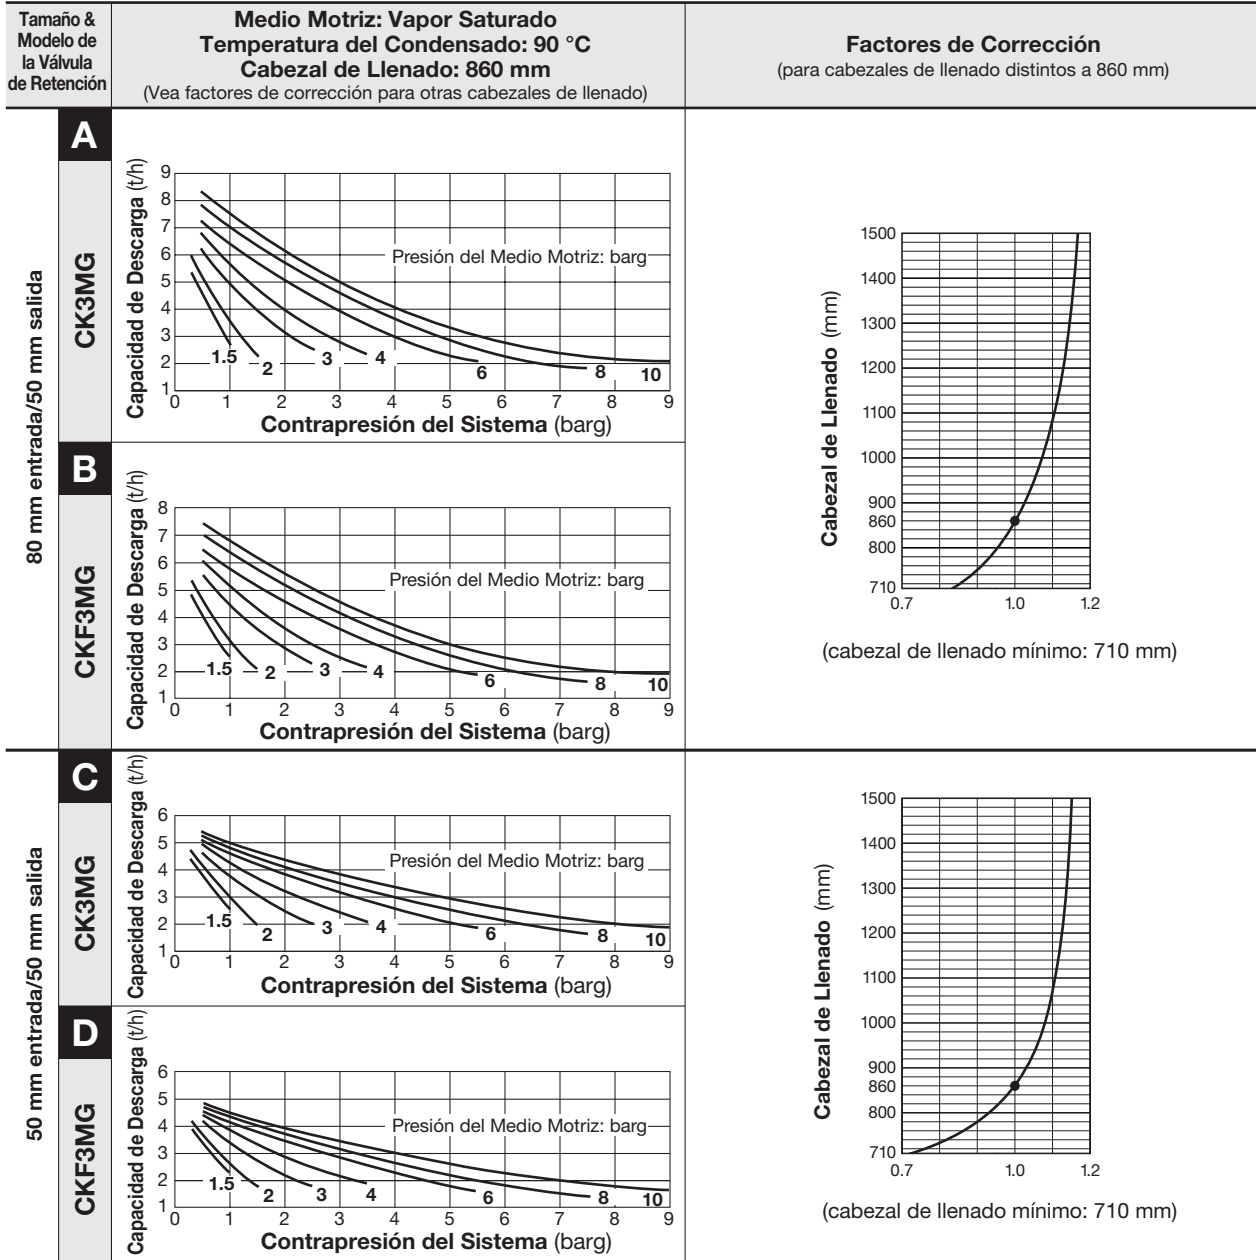 Tamaño &
Modelo de
la Válvula
de Retención
Medio Motriz: Vapor Saturado
Temperatura del Condensado: 90 °C
Cabezal de Llenado: 860 mm
(Vea factores de corrección para otras cabezales de llenado)
Factores de Corrección
(para cabezales de llenado distintos a 860 mm)
80 mm entrada/50 mm salida
A
CK3MG
Capacidad de Descarga (t/h)
9
8
7
6
5
4
3
2
1
Presión del Medio Motriz: barg
1.5
2
3
4
6
8
10
0 1 2 3 4 5 6 7 8 9
Contrapresión del Sistema (barg)
B
CKF3MG
Capacidad de Descarga (t/h)
8
7
6
5
4
3
2
1
Presión del Medio Motriz: barg
1.5
2
3
4
6
8
10
0 1 2 3 4 5 6 7 8 9
Contrapresión del Sistema (barg)
Cabezal de Llenado (mm)
1500
1400
1300
1200
1100
1000
900
860
800
710
0.7 1.0 1.2
(cabezal de llenado mínimo: 710 mm)
50 mm entrada/50 mm salida
C
CK3MG
Capacidad de Descarga (t/h)
6
5
4
3
2
1
Presión del Medio Motriz: barg
1.5
2
3
4
6
8
10
0 1 2 3 4 5 6 7 8 9
Contrapresión del Sistema (barg)
D
CKF3MG
Capacidad de Descarga (t/h)
6
5
4
3
2
1
Presión del Medio Motriz: barg
1.5
2
3
4
6
8
10
0 1 2 3 4 5 6 7 8 9
Contrapresión del Sistema (barg)
Cabezal de Llenado (mm)
1500
1400
1300
1200
1100
1000
900
860
800
710
0.7 1.0 1.2
(cabezal de llenado mínimo: 710 mm)